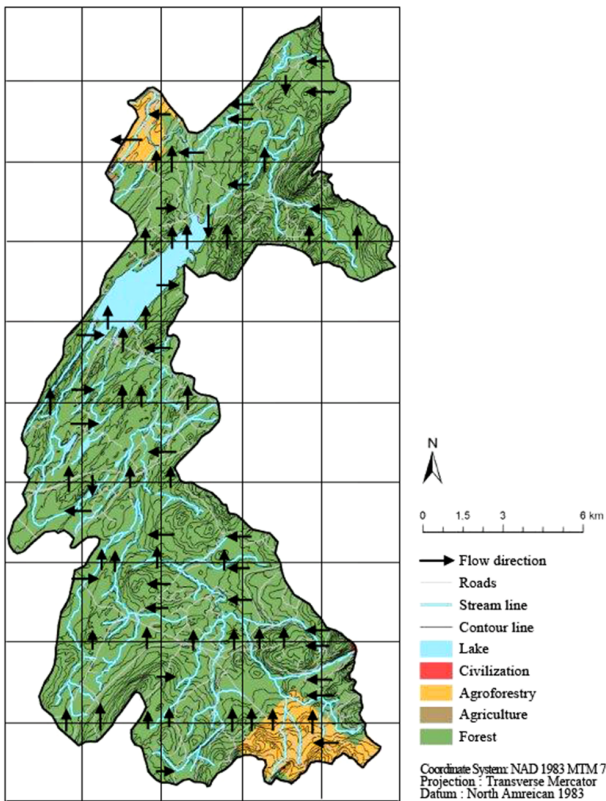 N
0 1.5 3 6 km
Flow direction
Roads
Stream line
Contour line
Lake
Civilization
Agroforestry
Agriculture
Forest
Coordinate System: NAD 1983 MTM 7
Projection : Transverse Mercator
Datum : North Amreican 1983